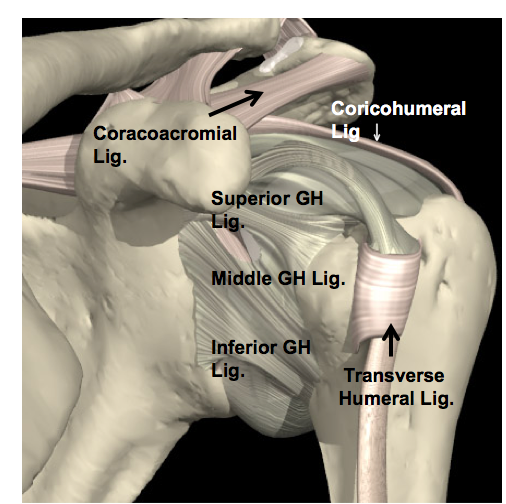 Coricohumeral
Lig
Coracoacromial
Lig.
Superior GH
Lig.
Middle GH Lig.
Inferior GH
Lig.
Transverse
Humeral Lig.